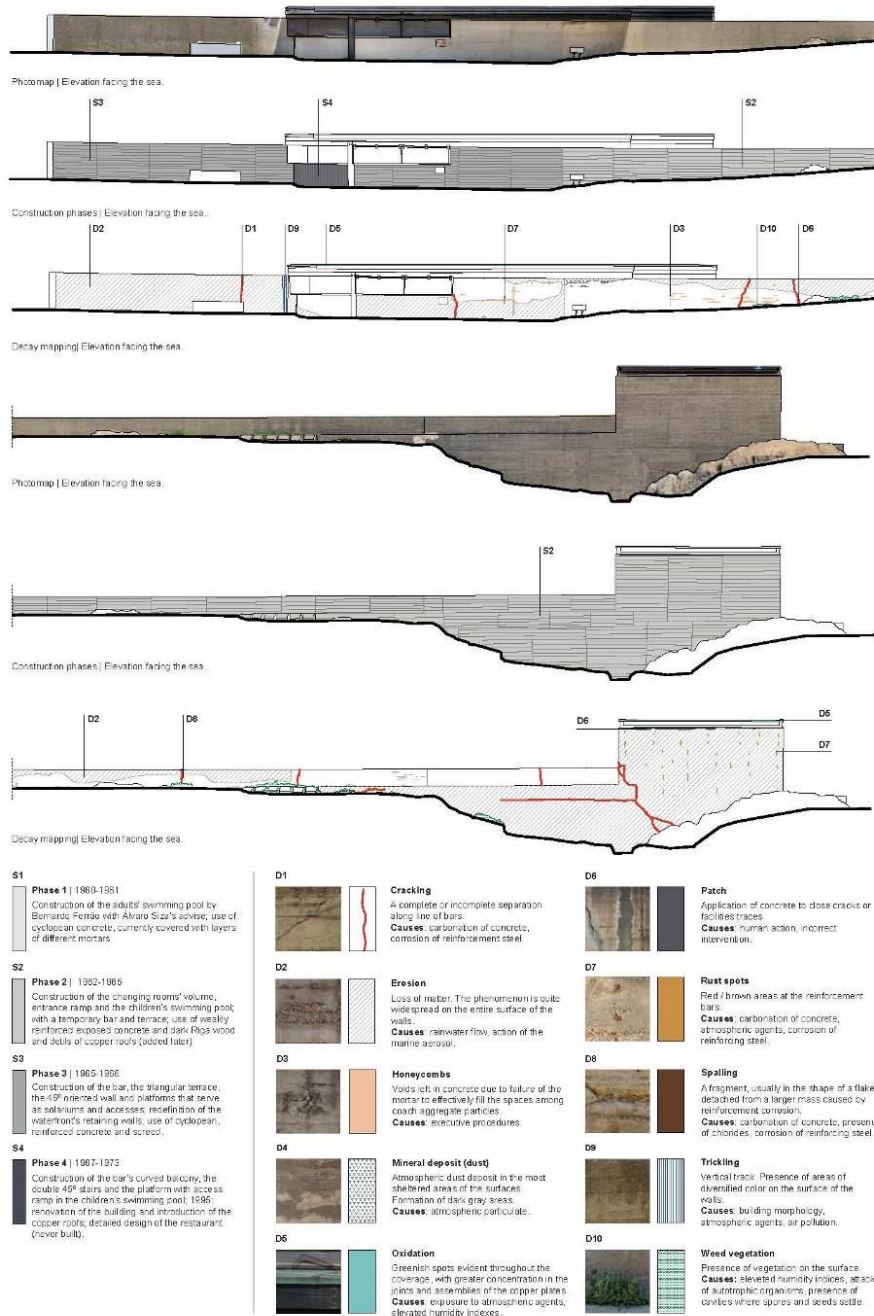 Photomap | Elevation facing the sea.
S3
S4
S2
Construction phases | Elevation facing the sea.
D2
D1
D9
D5
D7
D3
D10
D6
Decay mapping| Elevation facing the sea.
Photomap | Elevation facing the sea.
S2
Construction phases | Elevation facing the sea.
D2
D8
D6
D5
D7
Decay mapping| Elevation facing the sea.
S1
Phase 1 | 1960-1961
Construction of the adults' swimming pool by
Bernardo Ferrão with Álvaro Siza's advise; use of
cyclopean concrete, currently covered with layers
of different mortars.
S2
Phase 2 | 1962-1965
Construction of the changing rooms' volume,
entrance ramp and the children's swimming pool;
with a temporary bar and terrace; use of weakly
reinforced exposed concrete and dark Riga wood
and debils of copper roofs (added later)
S3
Phase 3 | 1965-1966
Construction of the bar, the triangular terrace,
the 45º oriented wall and platforms that serve
as solariums and accesses; redefinition of the
waterfront's retaining walls; use of cyclopean,
reinforced concrete and screed.
S4
Phase 4 | 1967-1973
Construction of the bar's curved balcony, the
double 45º stairs and the platform with access
ramp in the children's swimming pool; 1995:
renovation of the building and introduction of the
copper roofs; detailed design of the restaurant
(never built).
D1
Cracking
A complete or incomplete separation
along line of bars.
Causes: carbonation of concrete,
corrosion of reinforcement steel
D2
Erosion
Loss of matter. The phenomenon is quite
widespread on the entire surface of the
walls.
Causes: rainwater flow, action of the
marine aerosol.
D3
Honeycombs
Voids left in concrete due to failure of the
mortar to effectively fill the spaces among
coach aggregate particles.
Causes: executive procedures.
D4
Mineral deposit (dust)
Atmospheric dust deposit in the most
sheltered areas of the surfaces.
Formation of dark gray areas.
Causes: atmospheric particulate.
D5
Oxidation
Greenish spots evident throughout the
coverage, with greater concentration in the
joints and assemblies of the copper plates.
Causes: exposure to atmospheric agents,
elevated humidity indexes.
D6
Patch
Application of concrete to close cracks or
facilities traces.
Causes: human action, incorrect
intervention.
D7
Rust spots
Red / brown areas at the reinforcement
bars.
Causes: carbonation of concrete,
atmospheric agents, corrosion of
reinforcing steel.
D8
Spalling
A fragment, usually in the shape of a flake
detached from a larger mass caused by
reinforcement corrosion.
Causes: carbonation of concrete, presenc
of chlorides, corrosion of reinforcing steel
D9
Trickling
Vertical track. Presence of areas of
diversified color on the surface of the
walls.
Causes: building morphology,
atmospheric agents, air pollution.
D10
Weed vegetation
Presence of vegetation on the surface.
Causes: eleveted humidity indices, attack
of autotrophic organisms, presence of
cavities where spores and seeds settle.